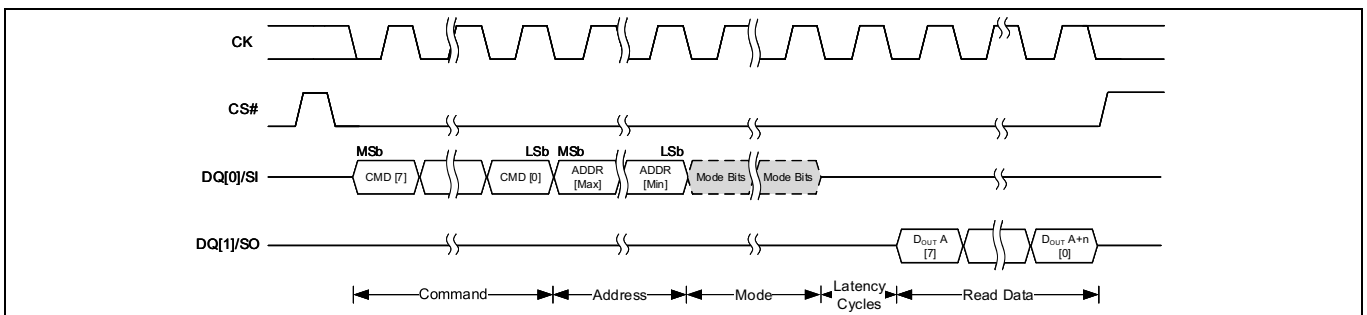 CK
CS#
MSb LSb MSb LSb
DQ[0]/SI CMD [7] CMD [0] ADDR [Max] ADDR [Min] Mode Bits Mode Bits
DQ[1]/SO DOUT A [7] DOUT A+n [0]
Command Address Mode Latency Cycles Read Data